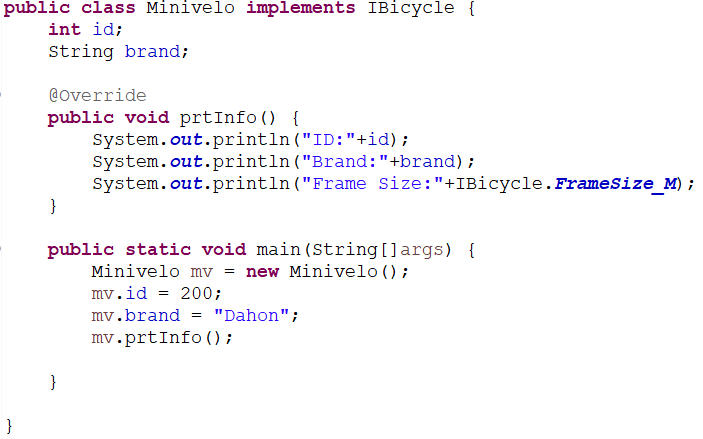 public class Minivelo implements IBicycle {
    int id;
    String brand;

    @Override
    public void prtInfo() {
        System.out.println("ID:"+id);
        System.out.println("Brand:"+brand);
        System.out.println("Frame Size:"+IBicycle.FrameSize_M);
    }

    public static void main(String[]args) {
        Minivelo mv = new Minivelo();
        mv.id = 200;
        mv.brand = "Dahon";
        mv.prtInfo();

    }

}